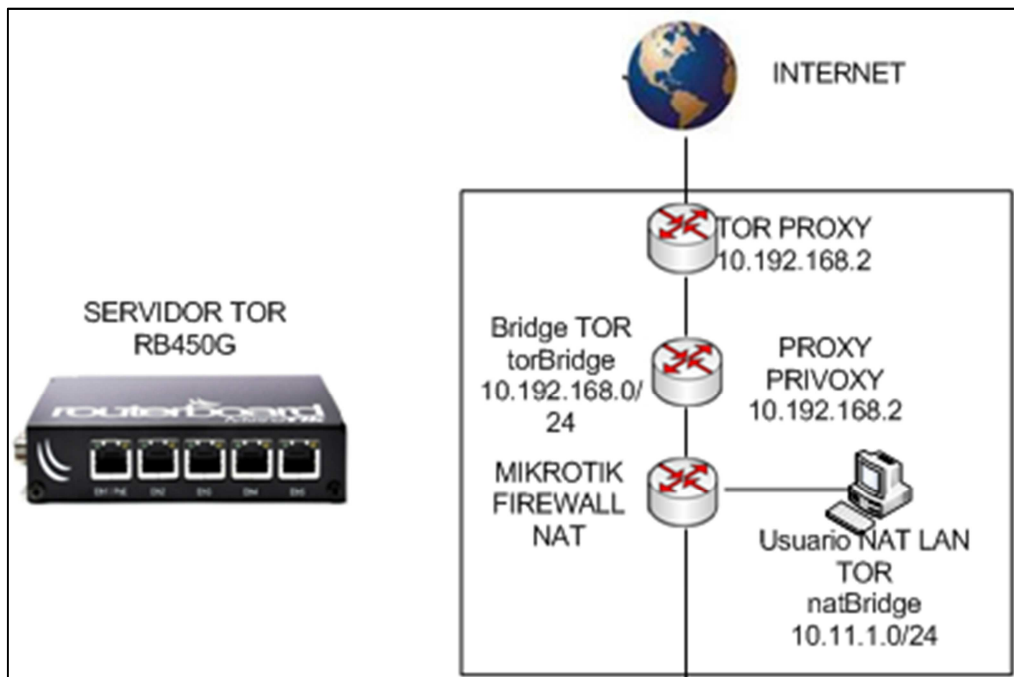 INTERNET
TOR PROXY
10.192.168.2
SERVIDOR TOR
RB450G
Bridge TOR
torBridge
10.192.168.0/
24
PROXY
PRIVOXY
10.192.168.2
routerboard
MIKROTIK
FIREWALL
NAT
Usuario NAT LAN
TOR
natBridge
10.11.1.0/24